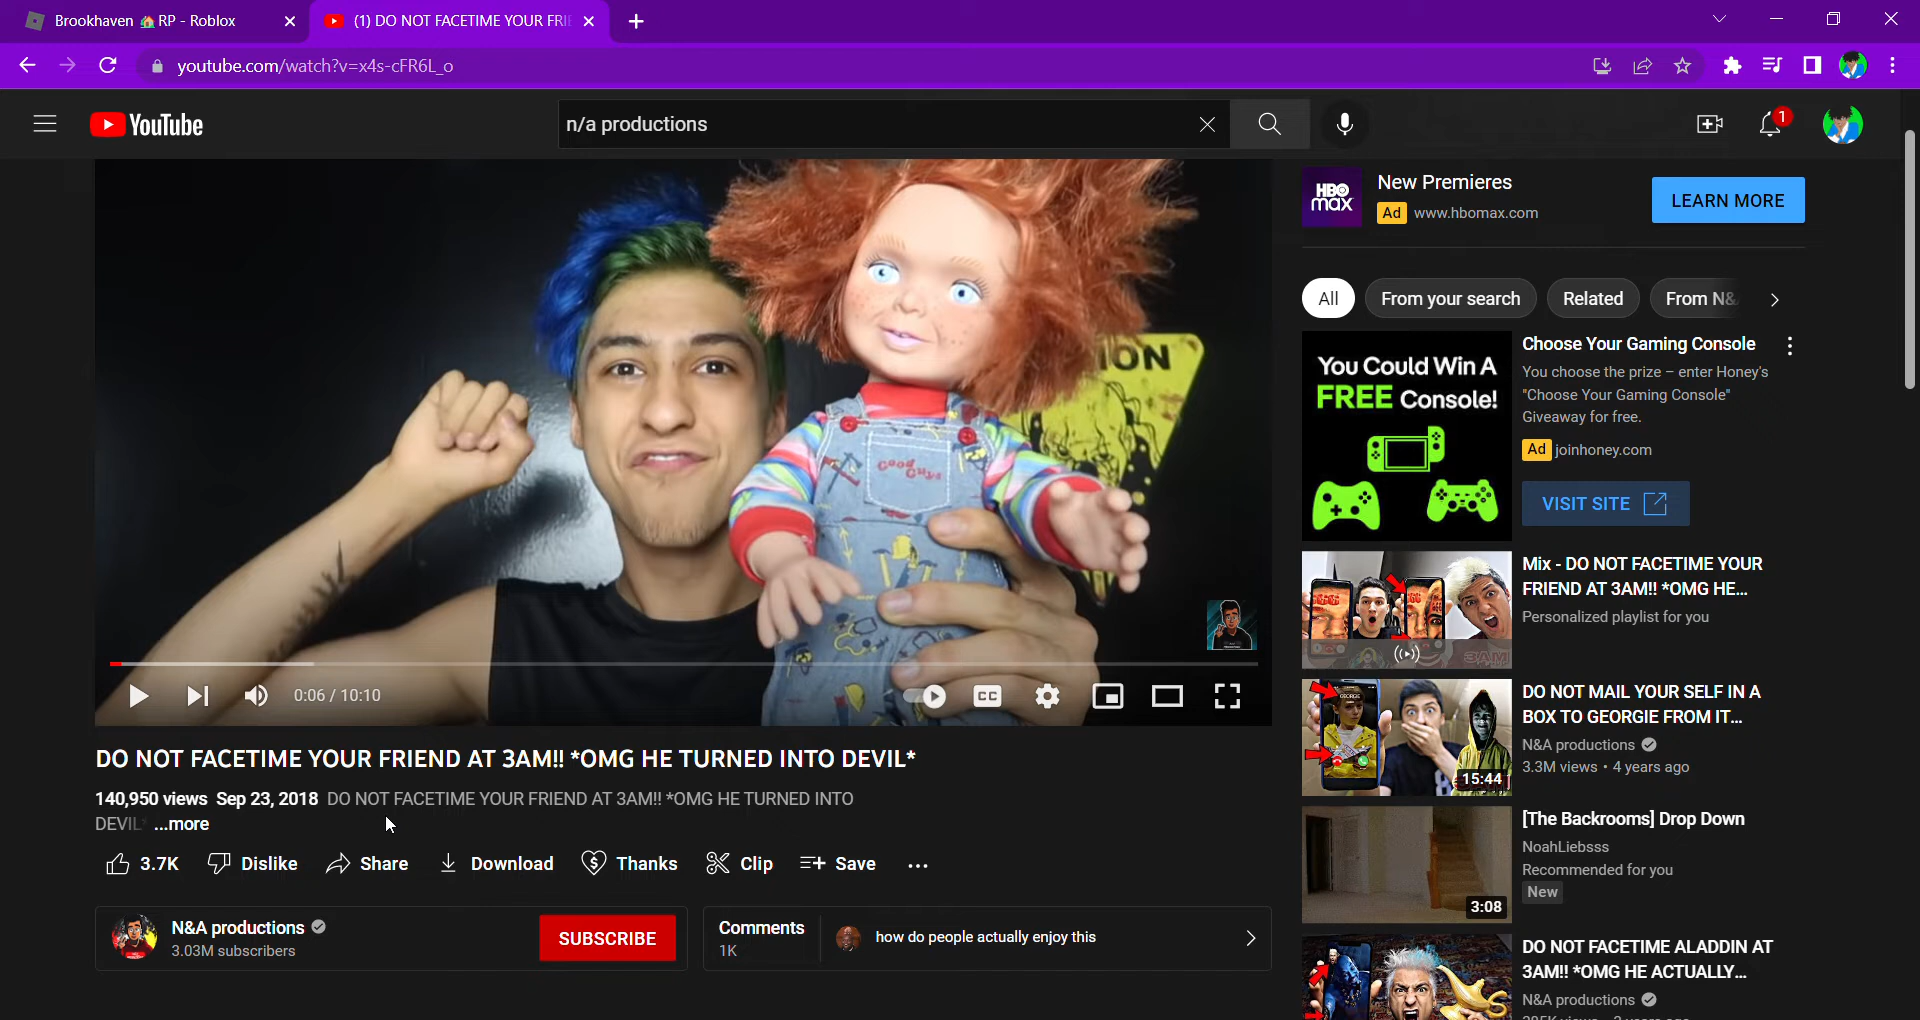 Brookhaven 🏠 RP - Roblox
(1) DO NOT FACETIME YOUR FRIE
youtube.com/watch?v=x4s-cFR6L_o
YouTube
n/a productions
1
ON
Good Guys
0:06 / 10:10
CC
DO NOT FACETIME YOUR FRIEND AT 3AM!! *OMG HE TURNED INTO DEVIL*
140,950 views Sep 23, 2018 DO NOT FACETIME YOUR FRIEND AT 3AM!! *OMG HE TURNED INTO
DEVIL* ...more
3.7K Dislike Share Download Thanks Clip Save ...
N&A productions
3.03M subscribers
SUBSCRIBE
Comments
1K
how do people actually enjoy this
HBO max
New Premieres
Ad www.hbomax.com
LEARN MORE
All From your search Related From N&
You Could Win A
FREE Console!
Choose Your Gaming Console
You choose the prize – enter Honey's
"Choose Your Gaming Console"
Giveaway for free.
Ad joinhoney.com
VISIT SITE
3AM
Mix - DO NOT FACETIME YOUR
FRIEND AT 3AM!! *OMG HE...
Personalized playlist for you
GEORGIE
15:44
DO NOT MAIL YOUR SELF IN A
BOX TO GEORGIE FROM IT...
N&A productions
3.3M views • 4 years ago
3:08
[The Backrooms] Drop Down
NoahLiebsss
Recommended for you
New
DO NOT FACETIME ALADDIN AT
3AM!! *OMG HE ACTUALLY...
N&A productions